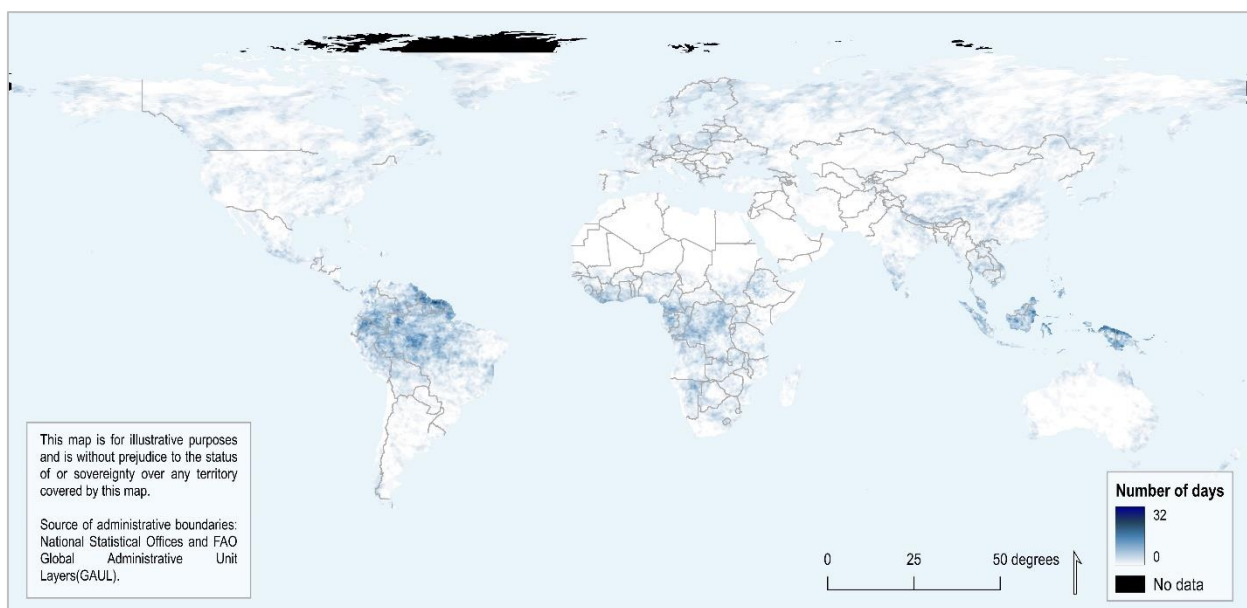 This map is for illustrative purposes
and is without prejudice to the status
of or sovereignty over any territory
covered by this map.
Source of administrative boundaries:
National Statistical Offices and FAO
Global Administrative Unit
Layers(GAUL).
0 25 50 degrees
Number of days
32
0
No data